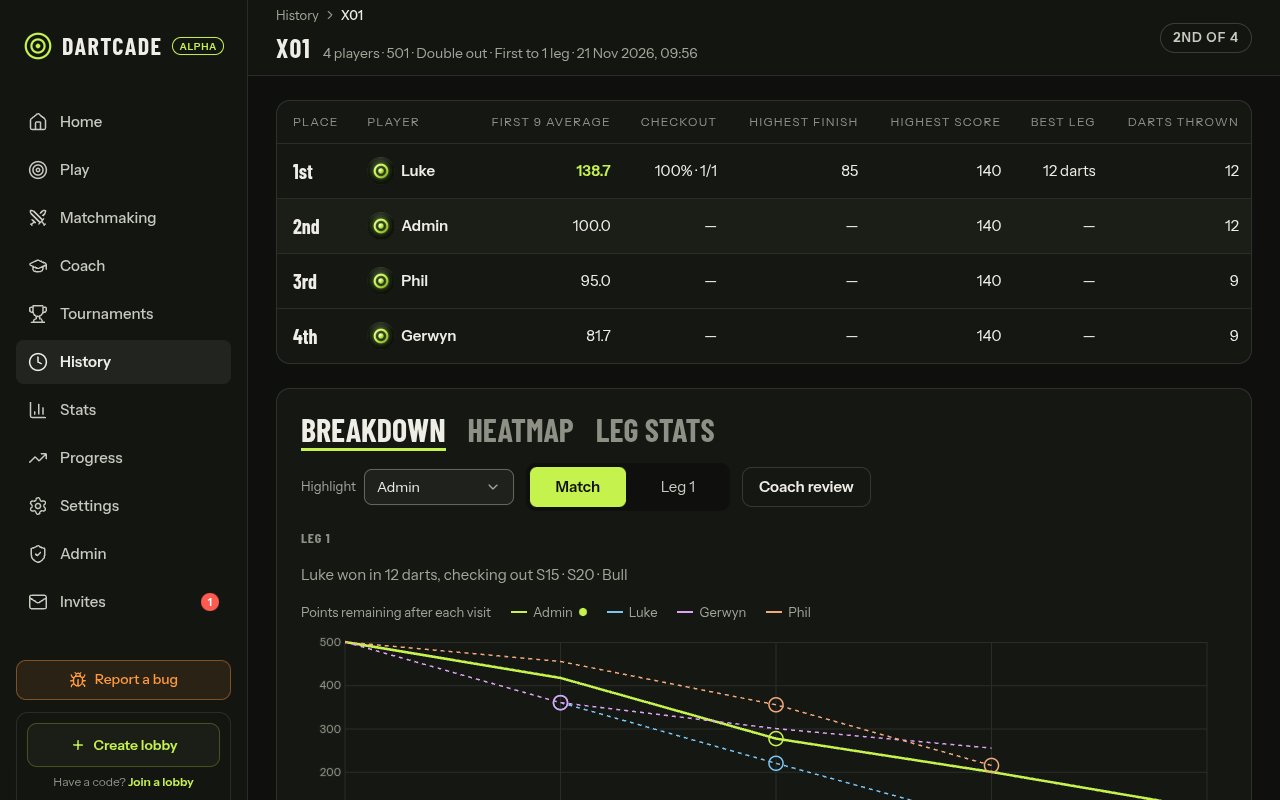 DARTCADE ALPHA
Home
Play
Matchmaking
Coach
Tournaments
History
Stats
Progress
Settings
Admin
Invites 1
Report a bug
+ Create lobby
Have a code? Join a lobby
History > X01
X01 4 players · 501 · Double out · First to 1 leg · 21 Nov 2026, 09:56
2ND OF 4
PLACE PLAYER FIRST 9 AVERAGE CHECKOUT HIGHEST FINISH HIGHEST SCORE BEST LEG DARTS THROWN
1st Luke 138.7 100% · 1/1 85 140 12 darts 12
2nd Admin 100.0 — — 140 — 12
3rd Phil 95.0 — — 140 — 9
4th Gerwyn 81.7 — — 140 — 9
BREAKDOWN HEATMAP LEG STATS
Highlight Admin Match Leg 1 Coach review
LEG 1
Luke won in 12 darts, checking out S15 · S20 · Bull
Points remaining after each visit Admin Luke Gerwyn Phil
500
400
300
200